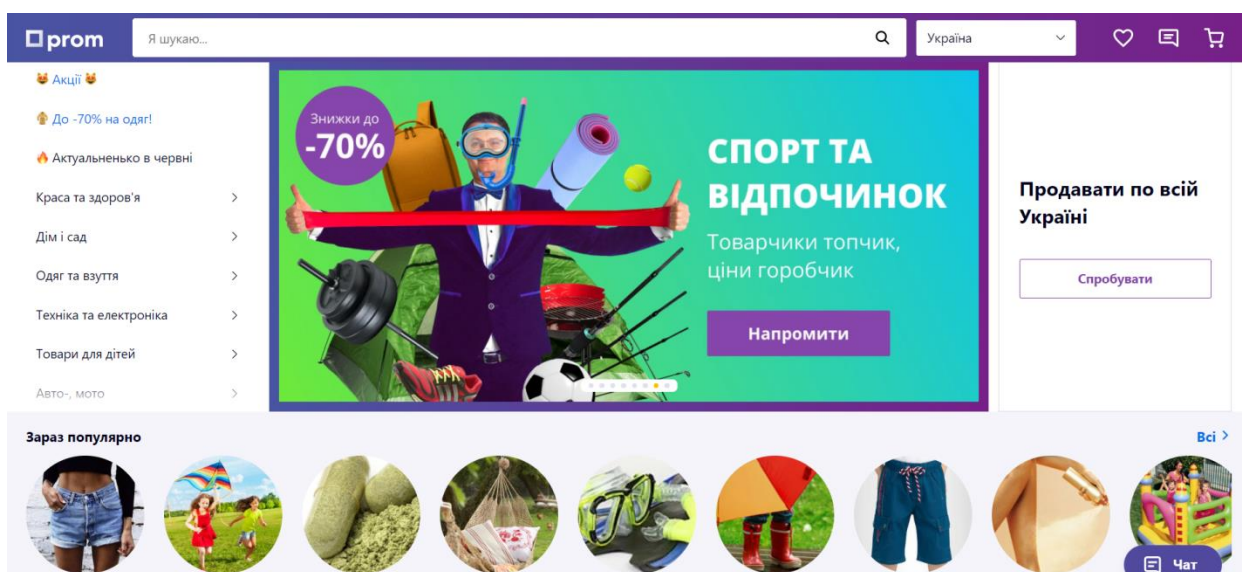 prom
Я шукаю...
Україна
Акції
До -70% на одяг!
Актуальненько в червні
Краса та здоров'я
Дім і сад
Одяг та взуття
Техніка та електроніка
Товари для дітей
Авто-, мото
Знижки до
-70%
СПОРТ ТА
ВІДПОЧИНОК
Товарчики топчик,
ціни горобчик
Напромити
Продавати по всій
Україні
Спробувати
Зараз популярно
Всі
Чат